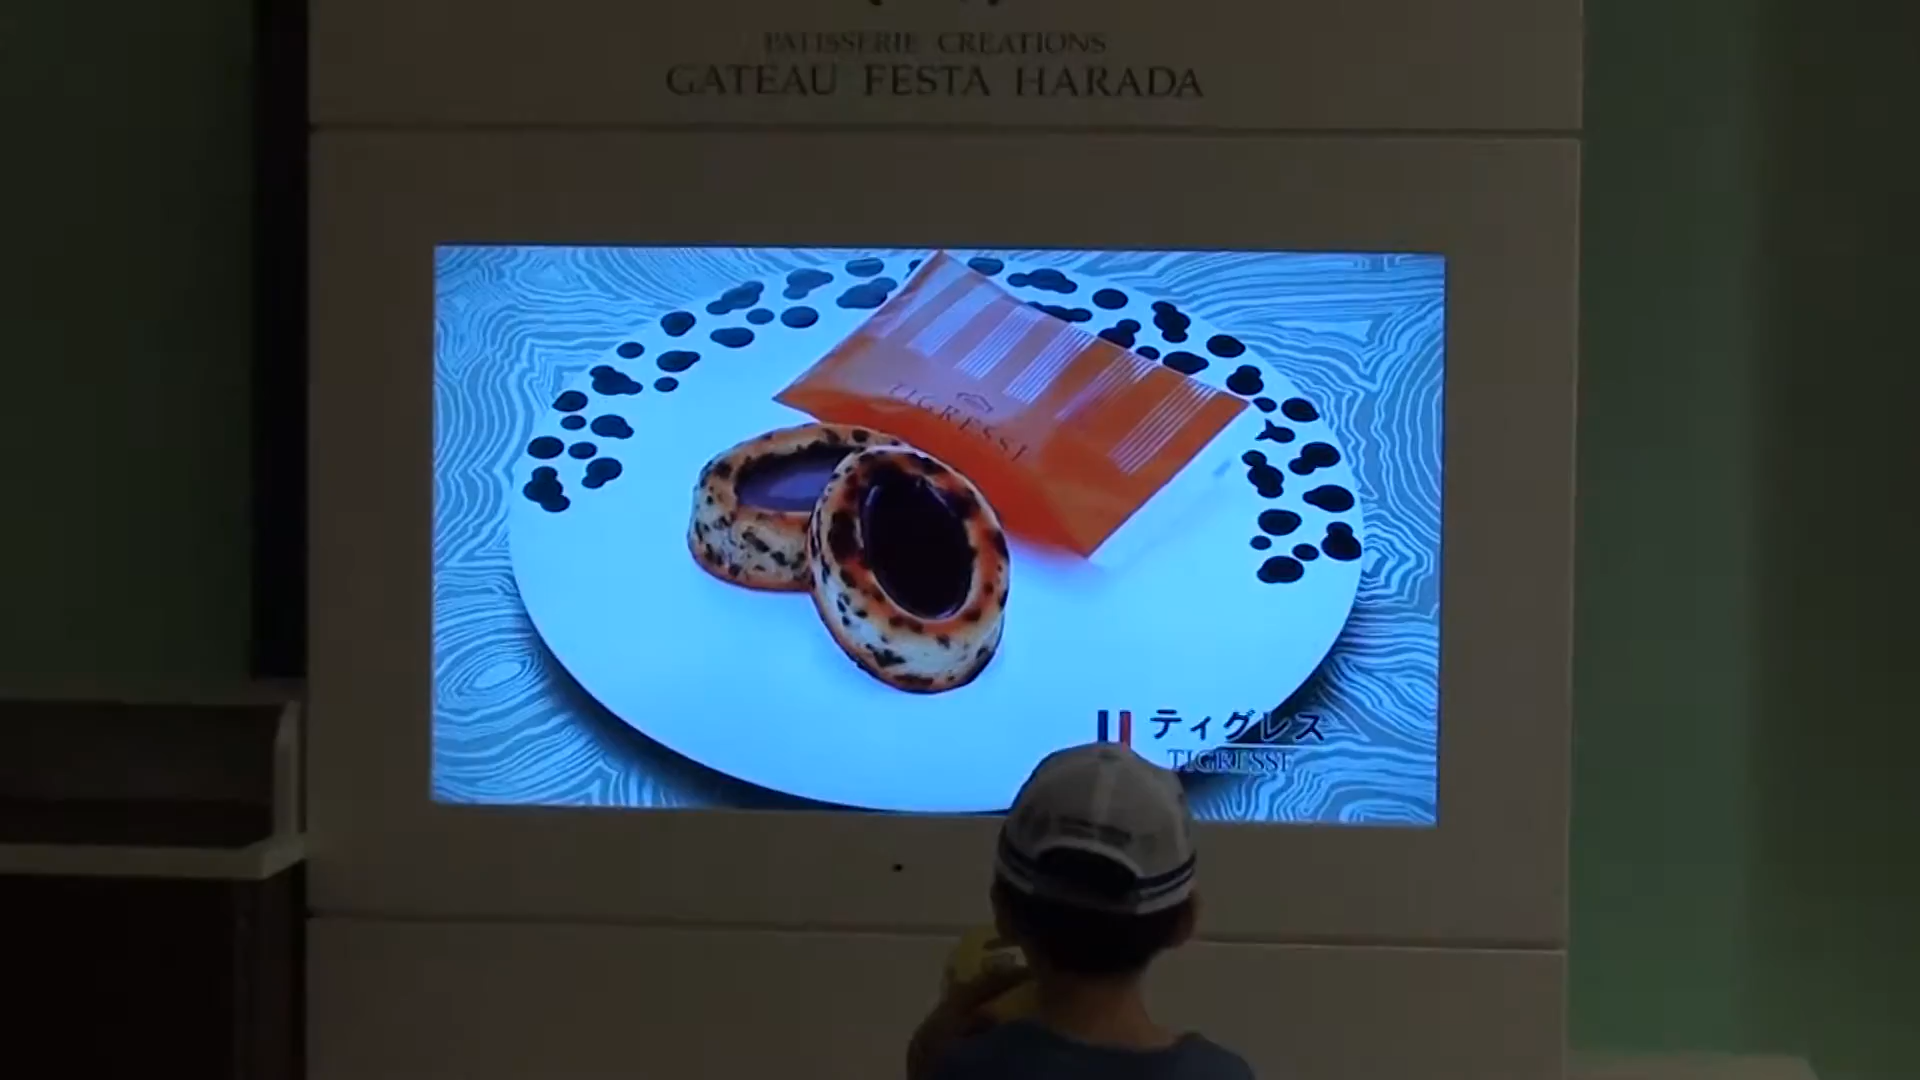 PATISSERIE CREATIONS
GATEAU FESTA HARADA
TIGRESSE
ティグレス
TIGRESSE